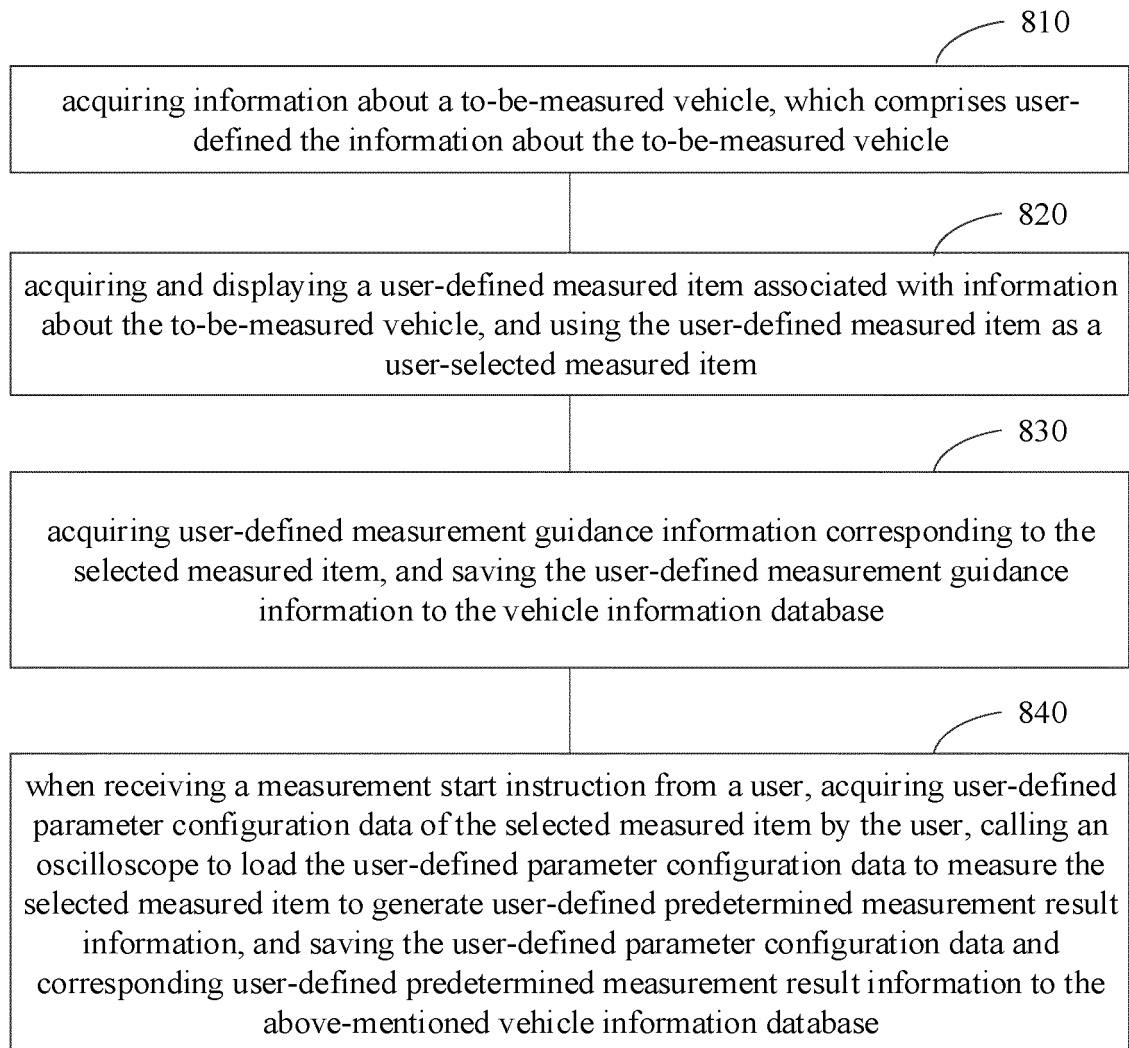 810
acquiring information about a to-be-measured vehicle, which comprises user-
defined the information about the to-be-measured vehicle
820
acquiring and displaying a user-defined measured item associated with information
about the to-be-measured vehicle, and using the user-defined measured item as a
user-selected measured item
830
acquiring user-defined measurement guidance information corresponding to the
selected measured item, and saving the user-defined measurement guidance
information to the vehicle information database
840
when receiving a measurement start instruction from a user, acquiring user-defined
parameter configuration data of the selected measured item by the user, calling an
oscilloscope to load the user-defined parameter configuration data to measure the
selected measured item to generate user-defined predetermined measurement result
information, and saving the user-defined parameter configuration data and
corresponding user-defined predetermined measurement result information to the
above-mentioned vehicle information database